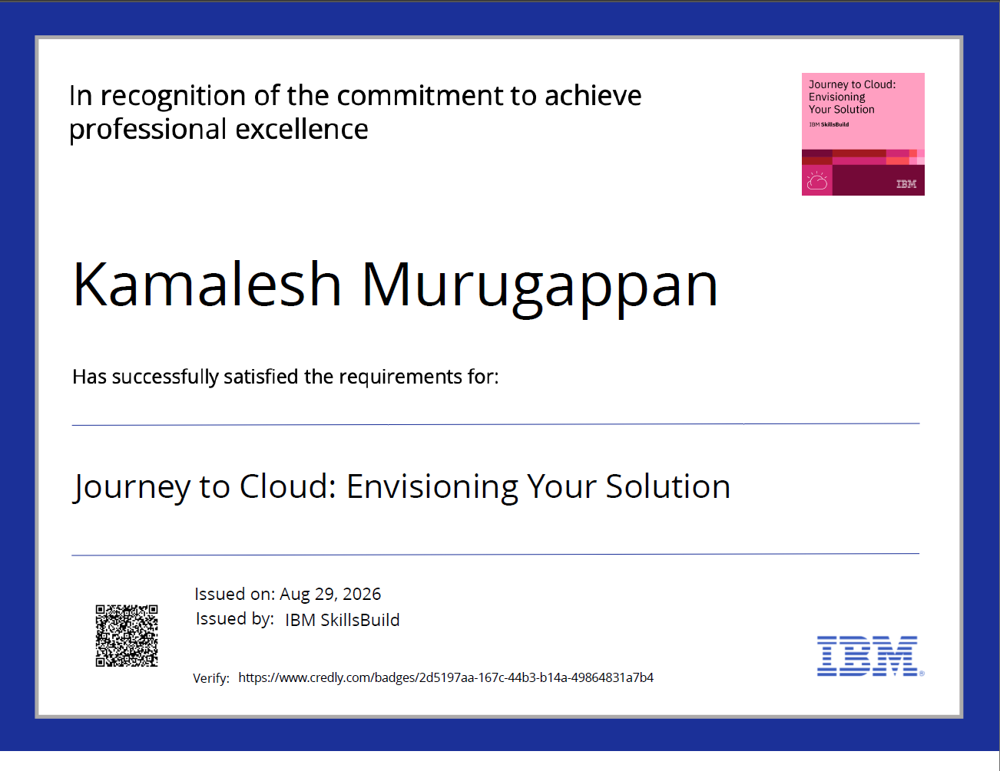 In recognition of the commitment to achieve
professional excellence
Journey to Cloud:
Envisioning
Your Solution
IBM SkillsBuild
IBM
Kamalesh Murugappan
Has successfully satisfied the requirements for:
Journey to Cloud: Envisioning Your Solution
Issued on: Aug 29, 2026
Issued by: IBM SkillsBuild
IBM®
Verify: https://www.credly.com/badges/2d5197aa-167c-44b3-b14a-49864831a7b4